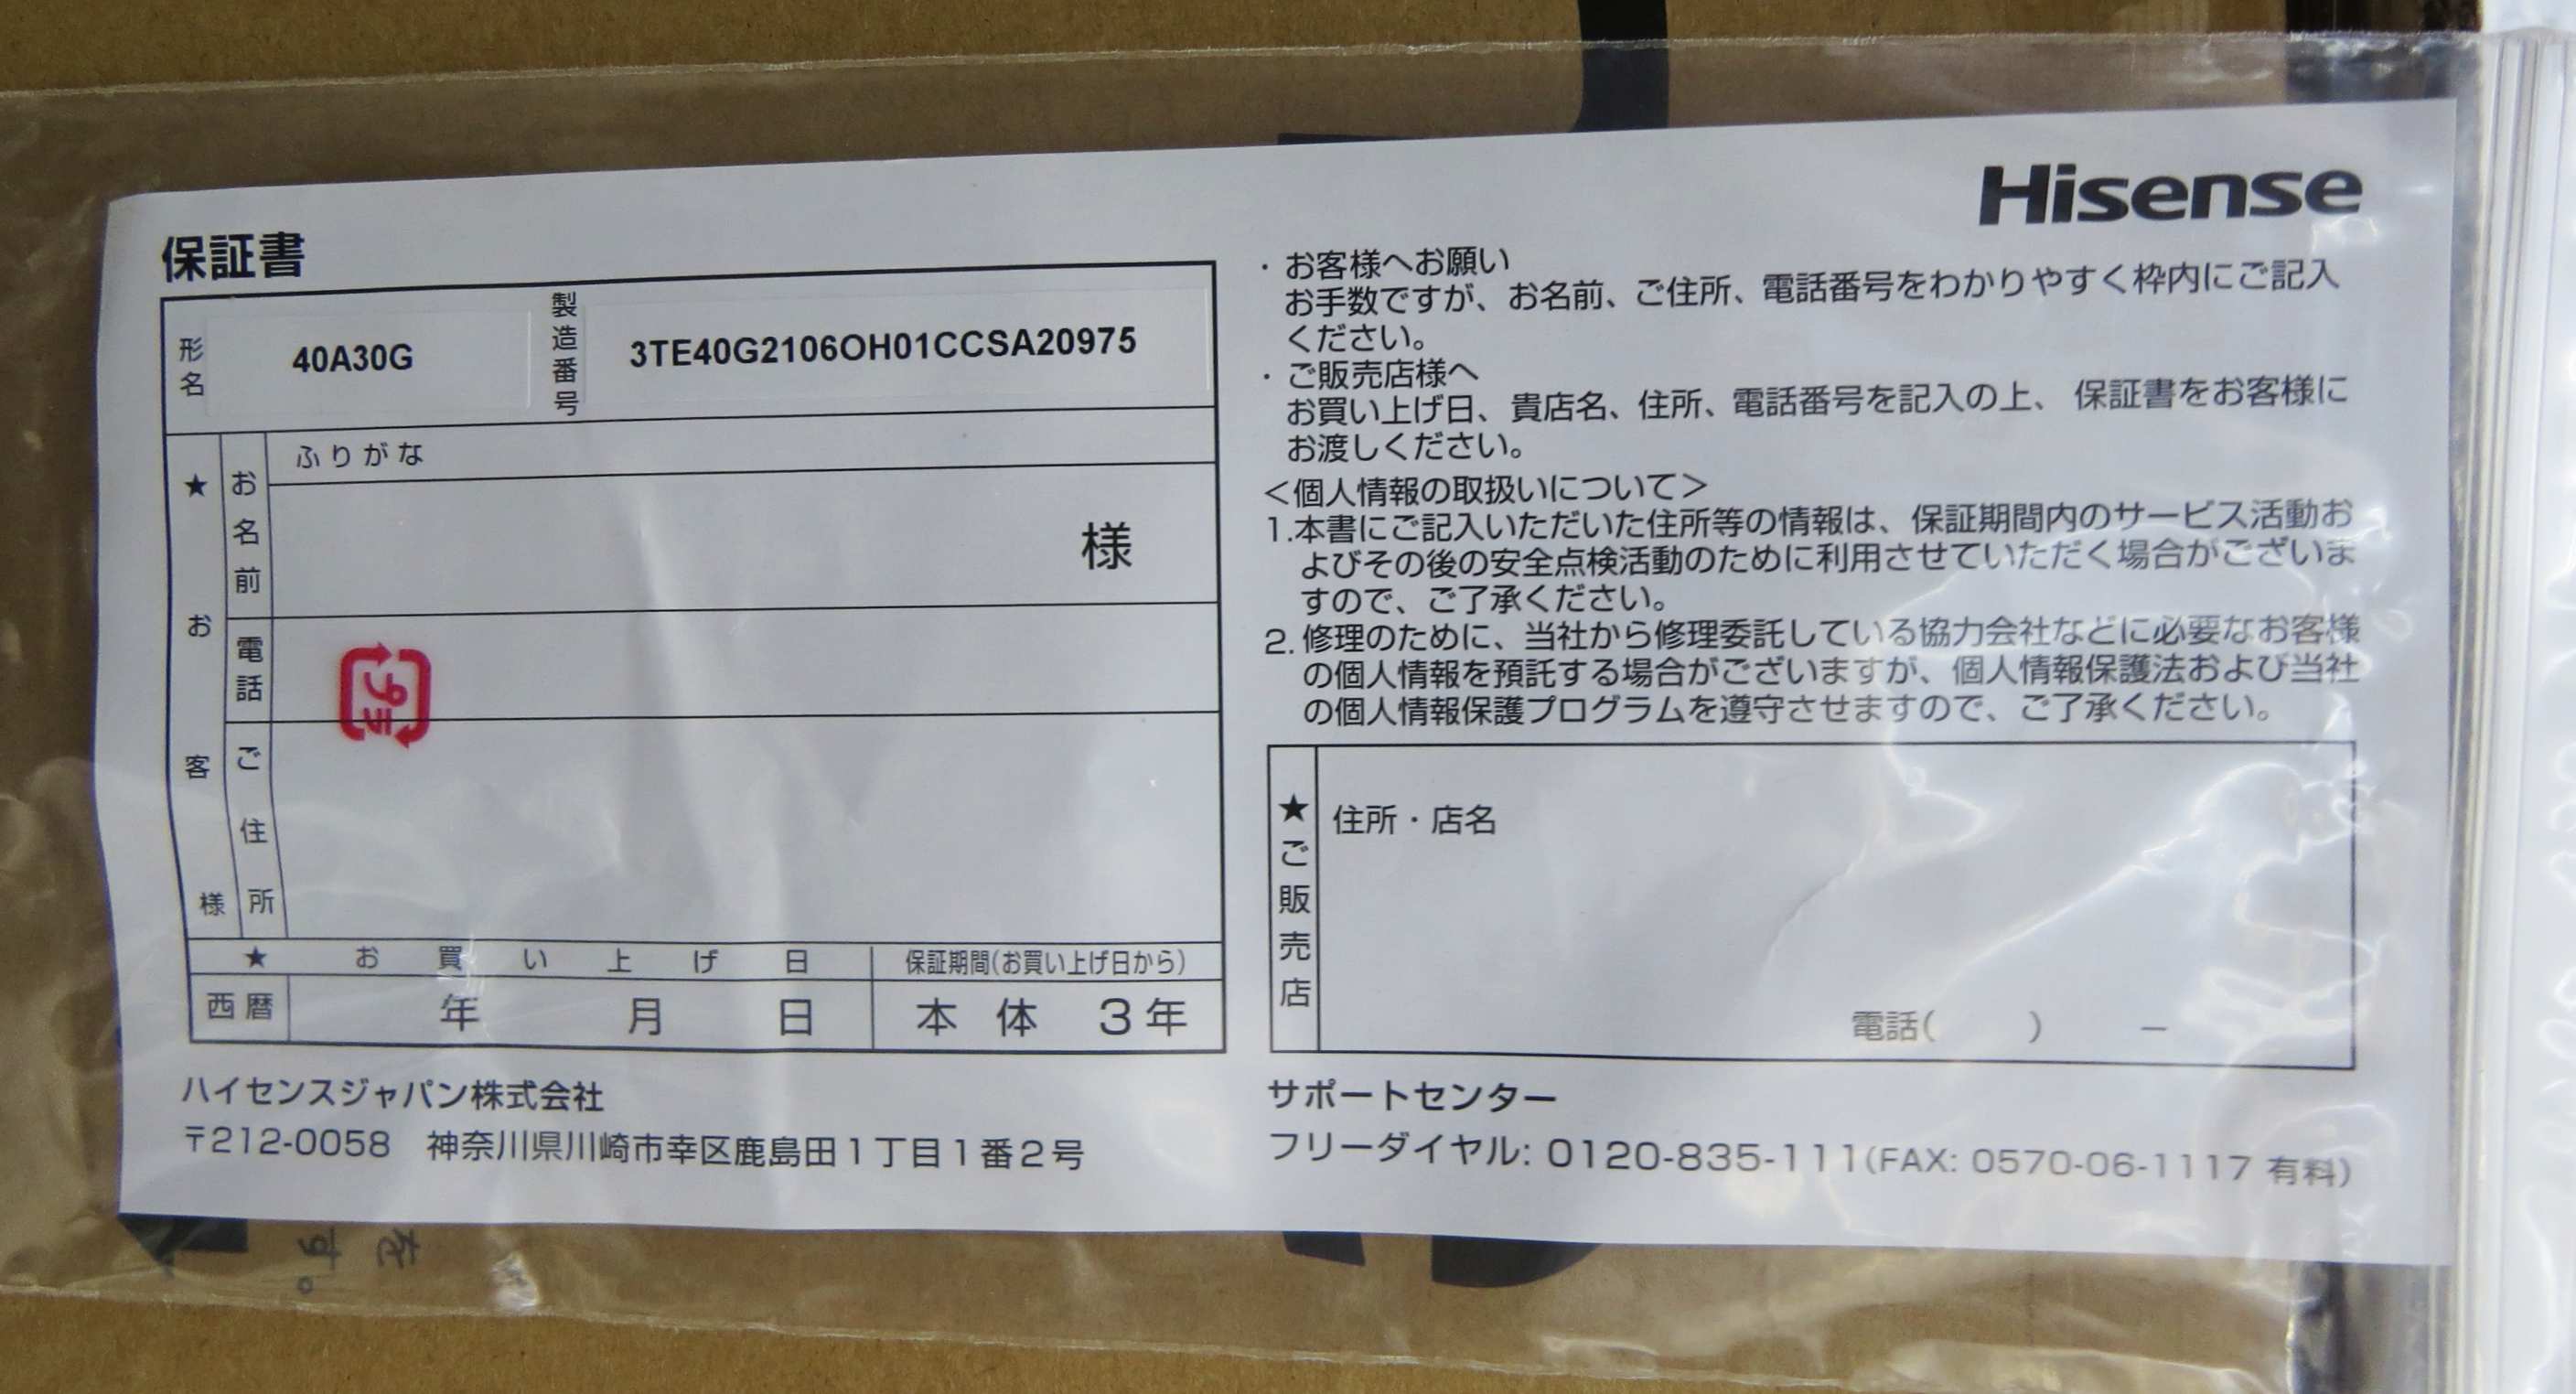 Hisense
保証書
形名 40A30G 製造番号 3TE40G2106OH01CCSA20975
★お客様
お名前 ふりがな
様
電話
ご住所
★ お買い上げ日 保証期間(お買い上げ日から)
西暦 年 月 日 本体 3年
ハイセンスジャパン株式会社
〒212-0058 神奈川県川崎市幸区鹿島田1丁目1番2号
・お客様へお願い
お手数ですが、お名前、ご住所、電話番号をわかりやすく枠内にご記入
ください。
・ご販売店様へ
お買い上げ日、貴店名、住所、電話番号を記入の上、保証書をお客様に
お渡しください。
＜個人情報の取扱いについて＞
1.本書にご記入いただいた住所等の情報は、保証期間内のサービス活動お
よびその後の安全点検活動のために利用させていただく場合がございま
すので、ご了承ください。
2.修理のために、当社から修理委託している協力会社などに必要なお客様
の個人情報を預託する場合がございますが、個人情報保護法および当社
の個人情報保護プログラムを遵守させますので、ご了承ください。
★ご販売店
住所・店名
電話( ) －
サポートセンター
フリーダイヤル: 0120-835-111(FAX: 0570-06-1117 有料)
プラ
を
す。